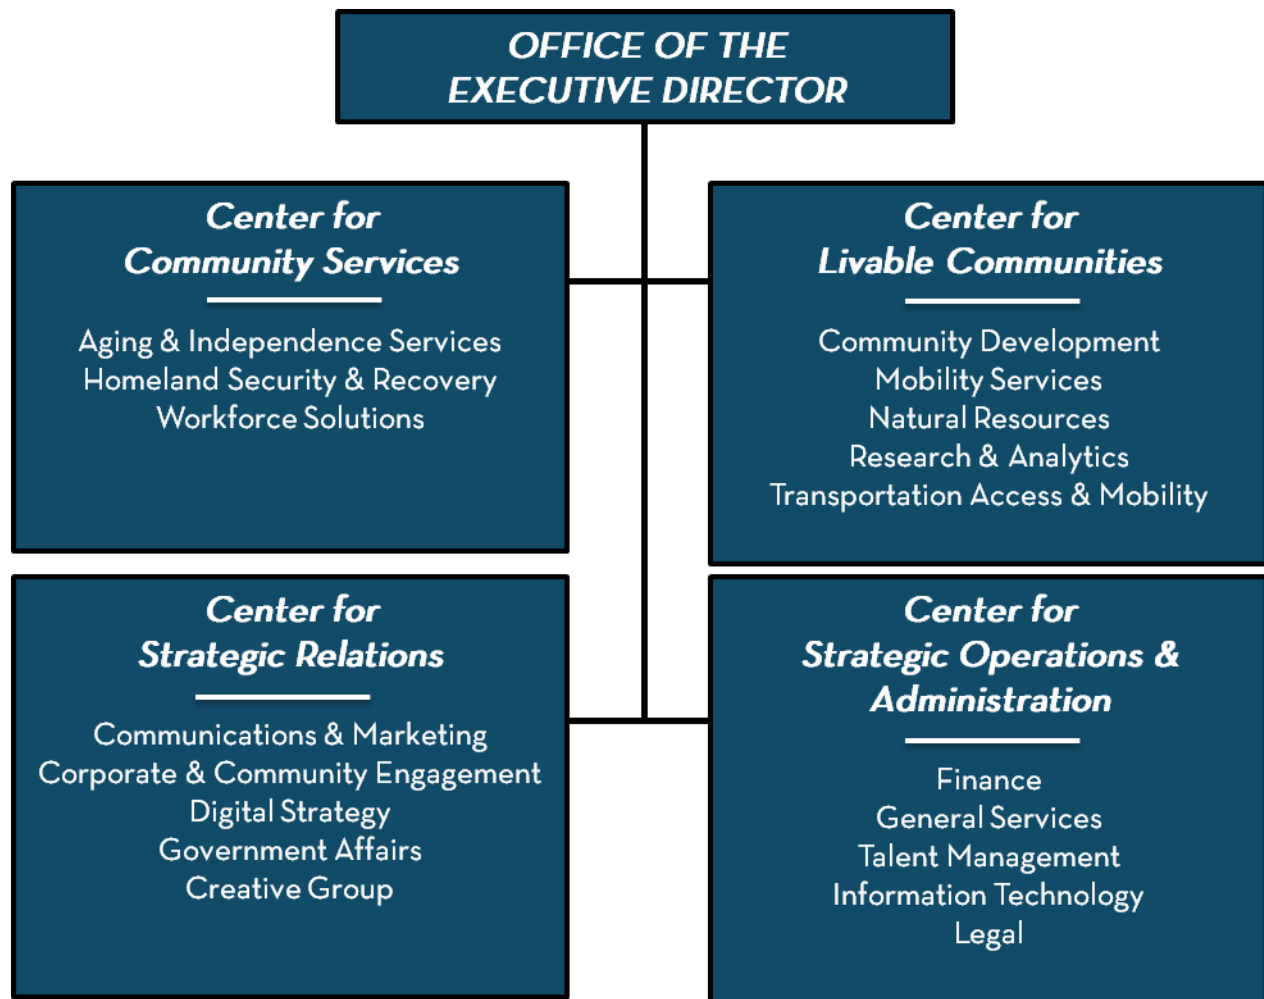 OFFICE OF THE
EXECUTIVE DIRECTOR
Center for
Community Services
Aging & Independence Services
Homeland Security & Recovery
Workforce Solutions
Center for
Livable Communities
Community Development
Mobility Services
Natural Resources
Research & Analytics
Transportation Access & Mobility
Center for
Strategic Relations
Communications & Marketing
Corporate & Community Engagement
Digital Strategy
Government Affairs
Creative Group
Center for
Strategic Operations &
Administration
Finance
General Services
Talent Management
Information Technology
Legal